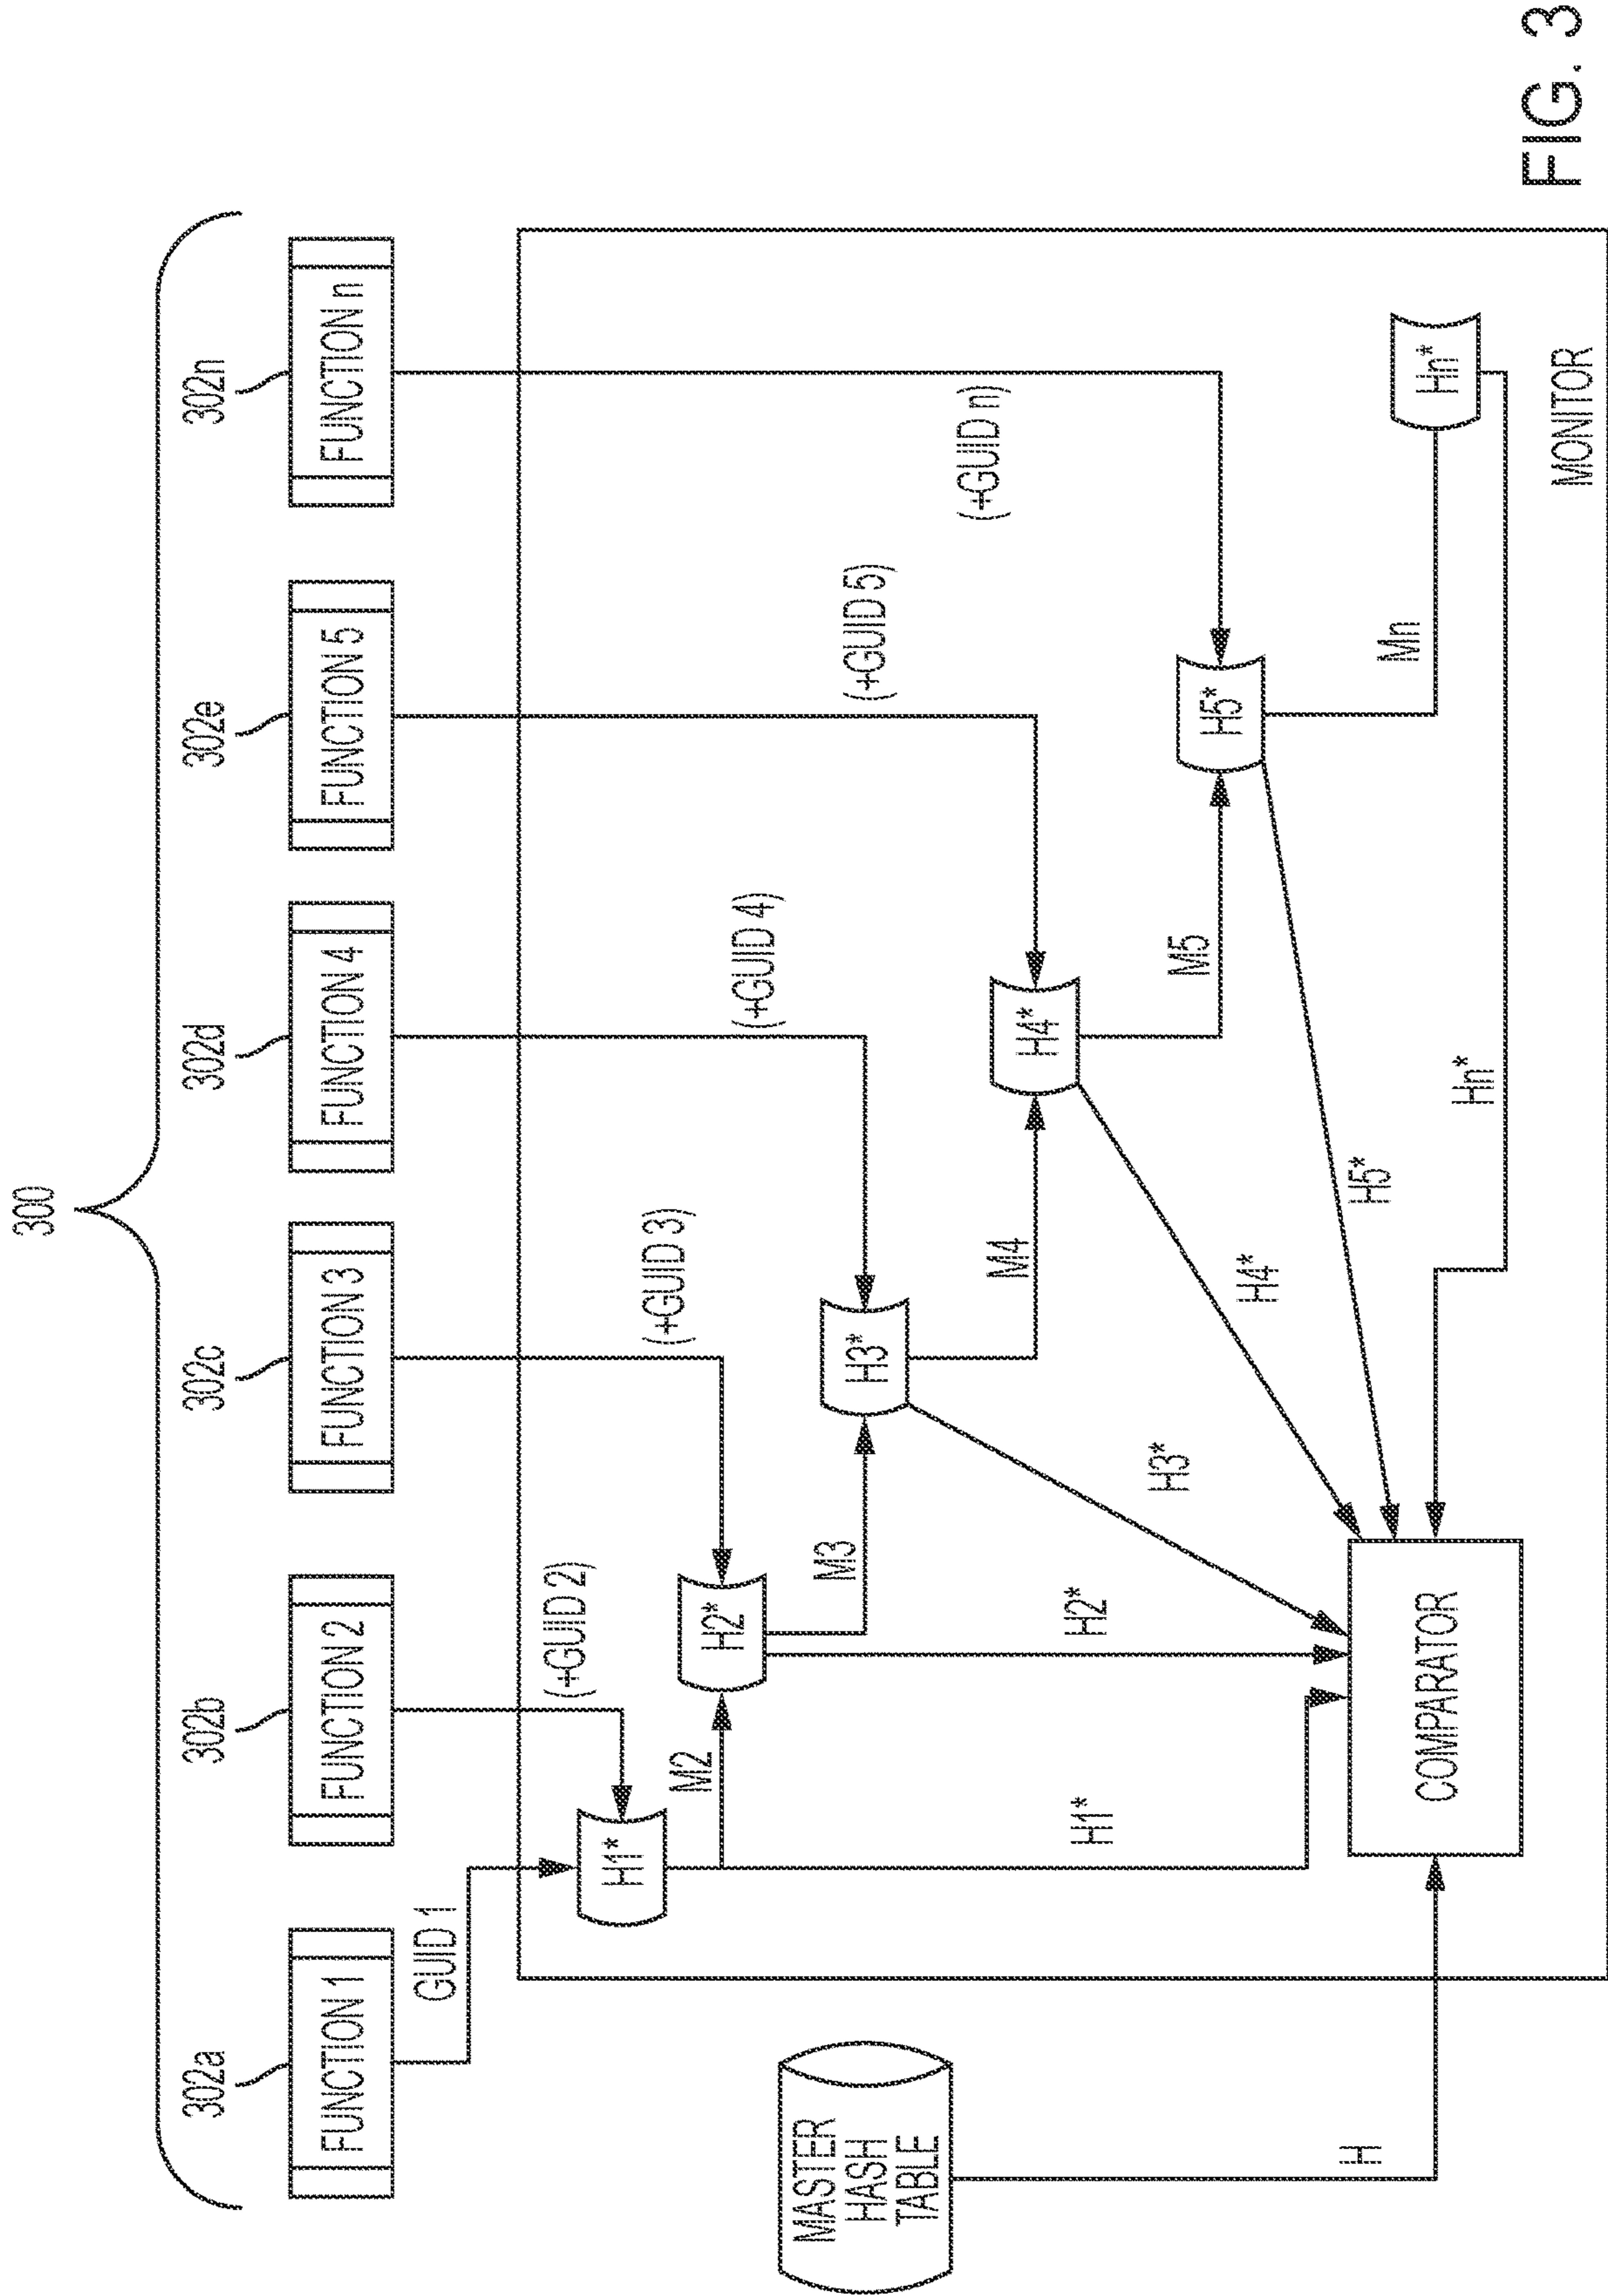 300
302a
302b
302c
302d
302e
302n
FUNCTION 1
FUNCTION 2
FUNCTION 3
FUNCTION 4
FUNCTION 5
FUNCTION n
GUID 1
(+GUID 2)
(+GUID 3)
(+GUID 4)
(+GUID 5)
(+GUID n)
H1*
M2
H2*
M3
H3*
M4
H4*
M5
H5*
Mn
Hn*
MASTER
HASH
TABLE
H
H1*
H2*
H3*
H4*
H5*
Hn*
COMPARATOR
MONITOR
FIG. 3